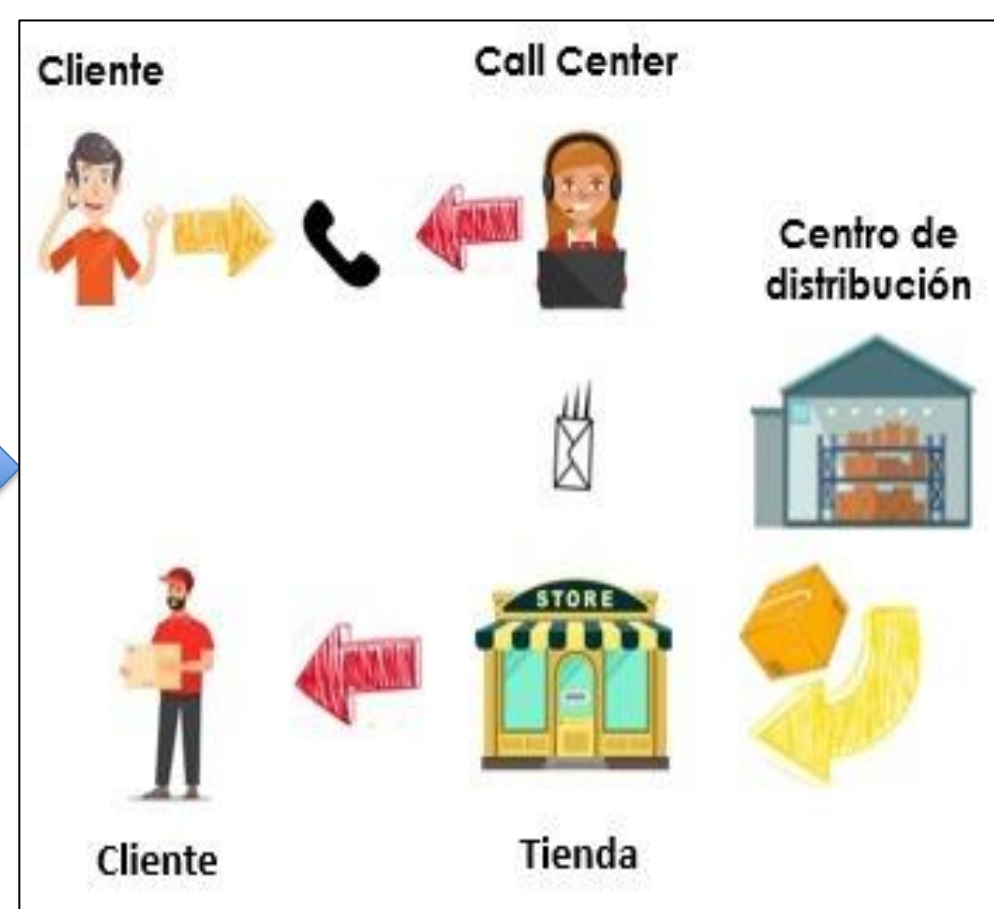 Cliente
Call Center
Centro de
distribución
STORE
Cliente
Tienda